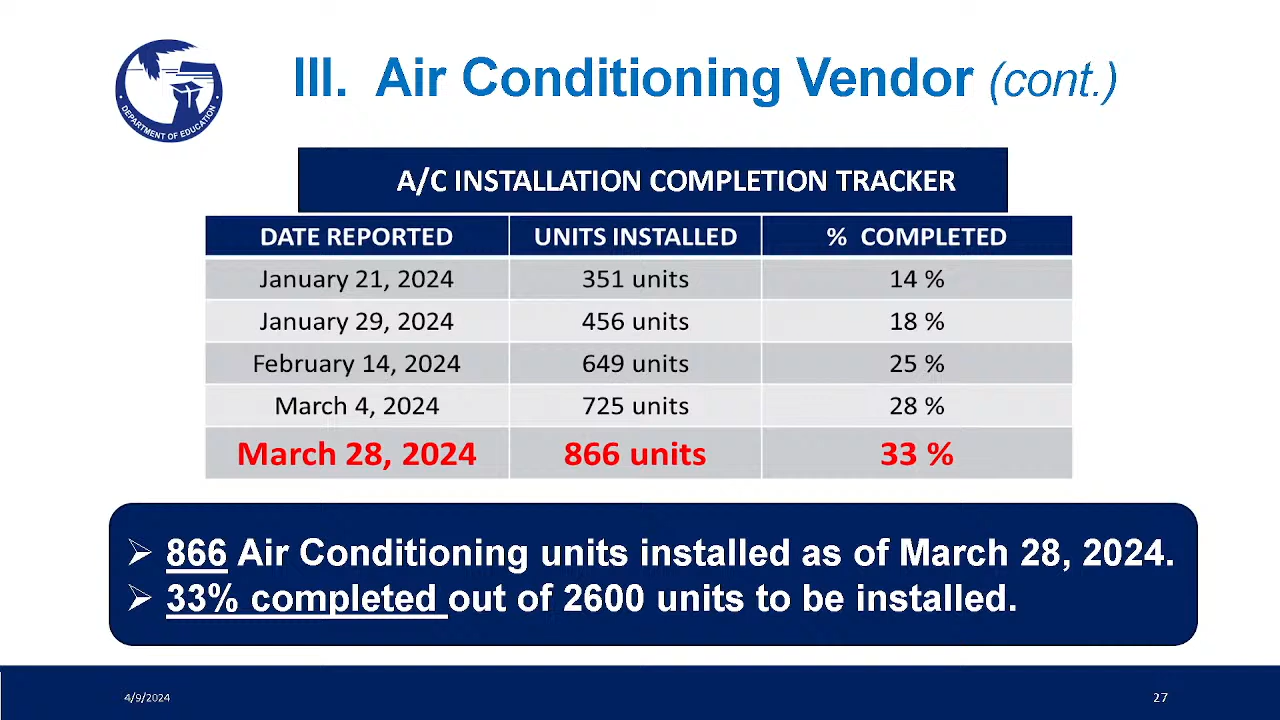 DEPARTMENT OF EDUCATION
III. Air Conditioning Vendor (cont.)
A/C INSTALLATION COMPLETION TRACKER
DATE REPORTED UNITS INSTALLED % COMPLETED
January 21, 2024 351 units 14 %
January 29, 2024 456 units 18 %
February 14, 2024 649 units 25 %
March 4, 2024 725 units 28 %
March 28, 2024 866 units 33 %
➢ 866 Air Conditioning units installed as of March 28, 2024.
➢ 33% completed out of 2600 units to be installed.
4/9/2024 27